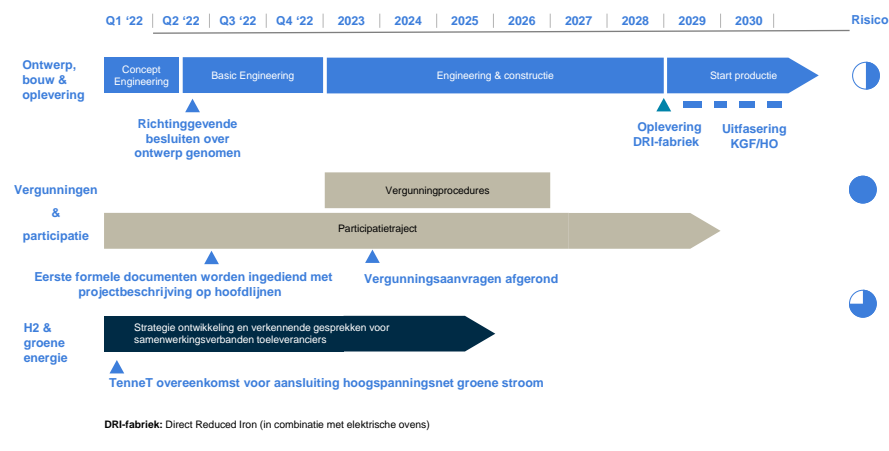 Q1 ‘22 Q2 ‘22 Q3 ‘22 Q4 ‘22 2023 2024 2025 2026 2027 2028 2029 2030 Risico
Ontwerp,
bouw &
oplevering
Concept
Engineering
Basic Engineering
Engineering & constructie
Start productie
Richtinggevende
besluiten over
ontwerp genomen
Oplevering
DRI-fabriek
Uitfasering
KGF/HO
Vergunningen
&
participatie
Vergunningprocedures
Participatietraject
Eerste formele documenten worden ingediend met
projectbeschrijving op hoofdlijnen
Vergunningsaanvragen afgerond
H2 &
groene
energie
Strategie ontwikkeling en verkennende gesprekken voor
samenwerkingsverbanden toeleveranciers
TenneT overeenkomst voor aansluiting hoogspanningsnet groene stroom
DRI-fabriek: Direct Reduced Iron (in combinatie met elektrische ovens)